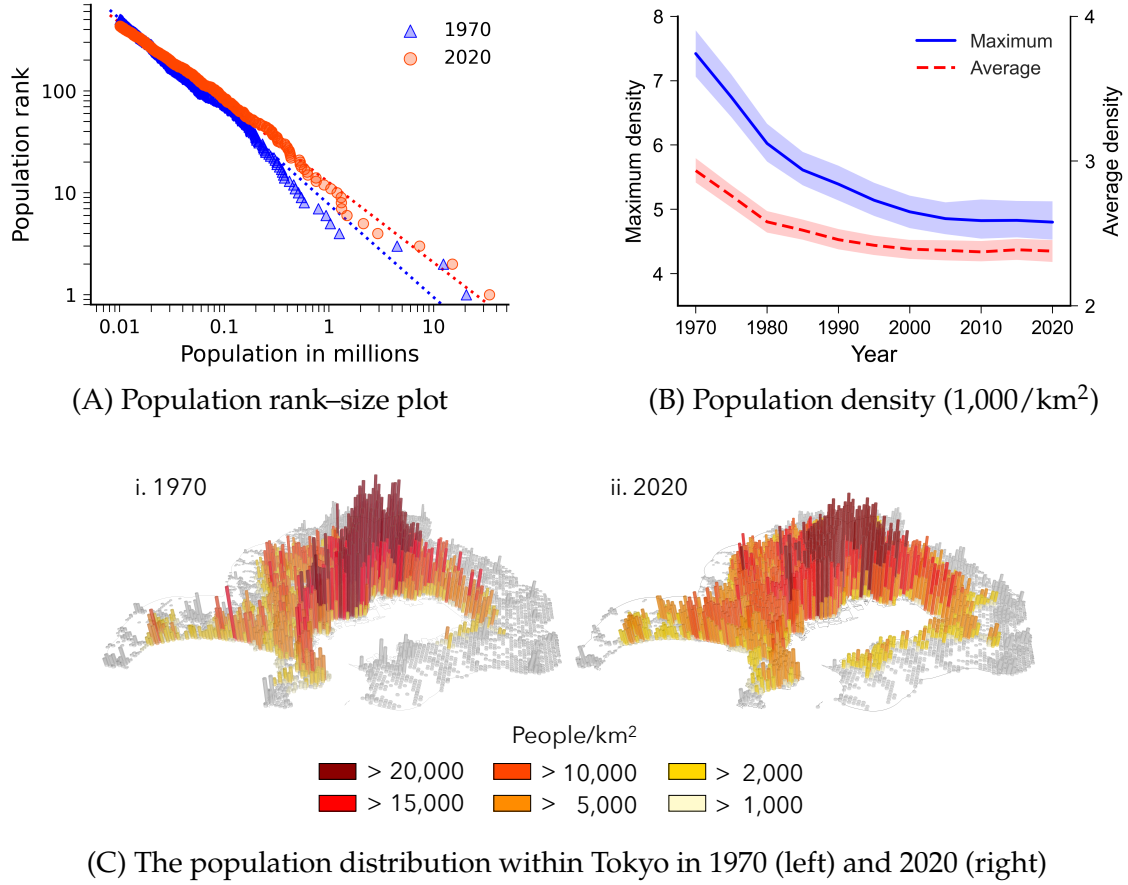 Population rank
100
10
1
0.01
0.1
1
10
Population in millions
1970
2020
(A) Population rank–size plot
Maximum density
8
7
6
5
4
Maximum
Average
4
3
2
Average density
1970
1980
1990
2000
2010
2020
Year
(B) Population density (1,000/km²)
i. 1970
ii. 2020
People/km²
> 20,000
> 10,000
> 2,000
> 15,000
> 5,000
> 1,000
(C) The population distribution within Tokyo in 1970 (left) and 2020 (right)